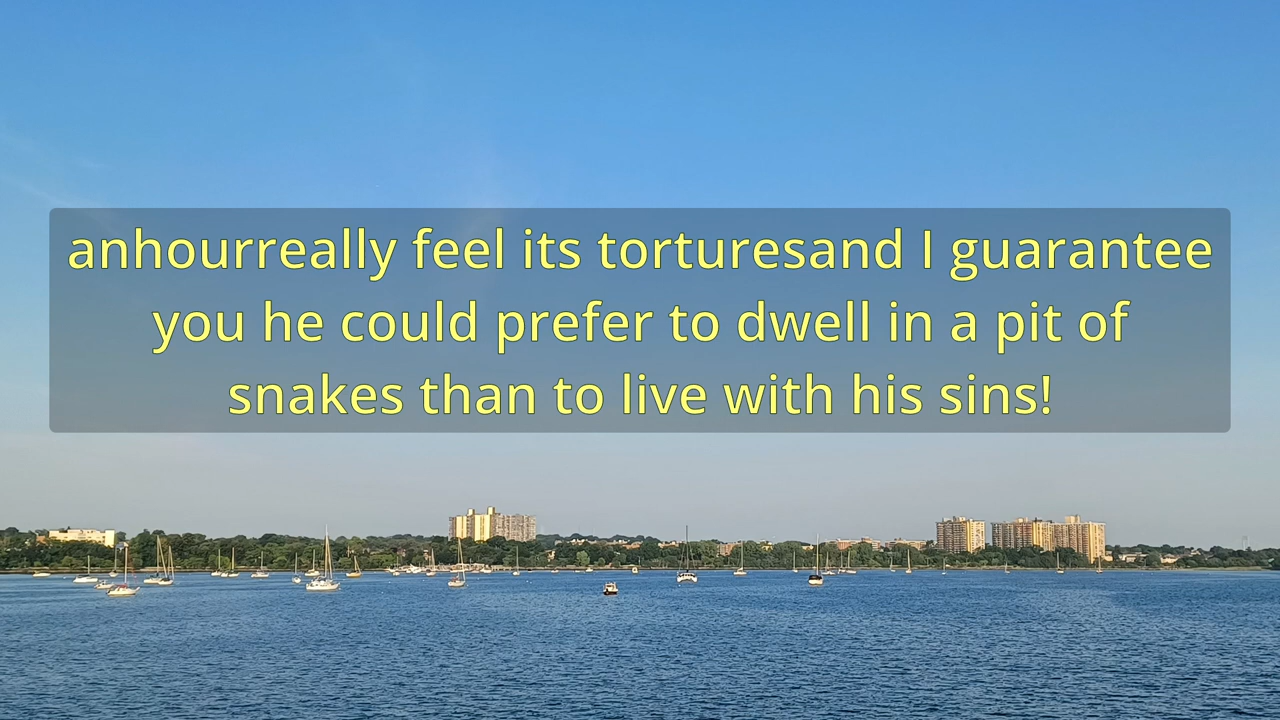 anhourreally feel its torturesand I guarantee
you he could prefer to dwell in a pit of
snakes than to live with his sins!